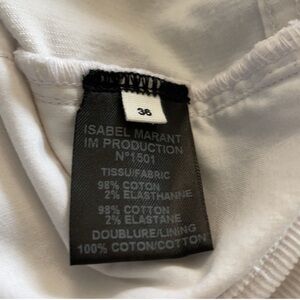 36
ISABEL MARANT
IM PRODUCTION
N°1501
TISSU/FABRIC
98% COTON
2% ELASTHANNE
98% COTTON
2% ELASTANE
DOUBLURE/LINING
100% COTON/COTTON